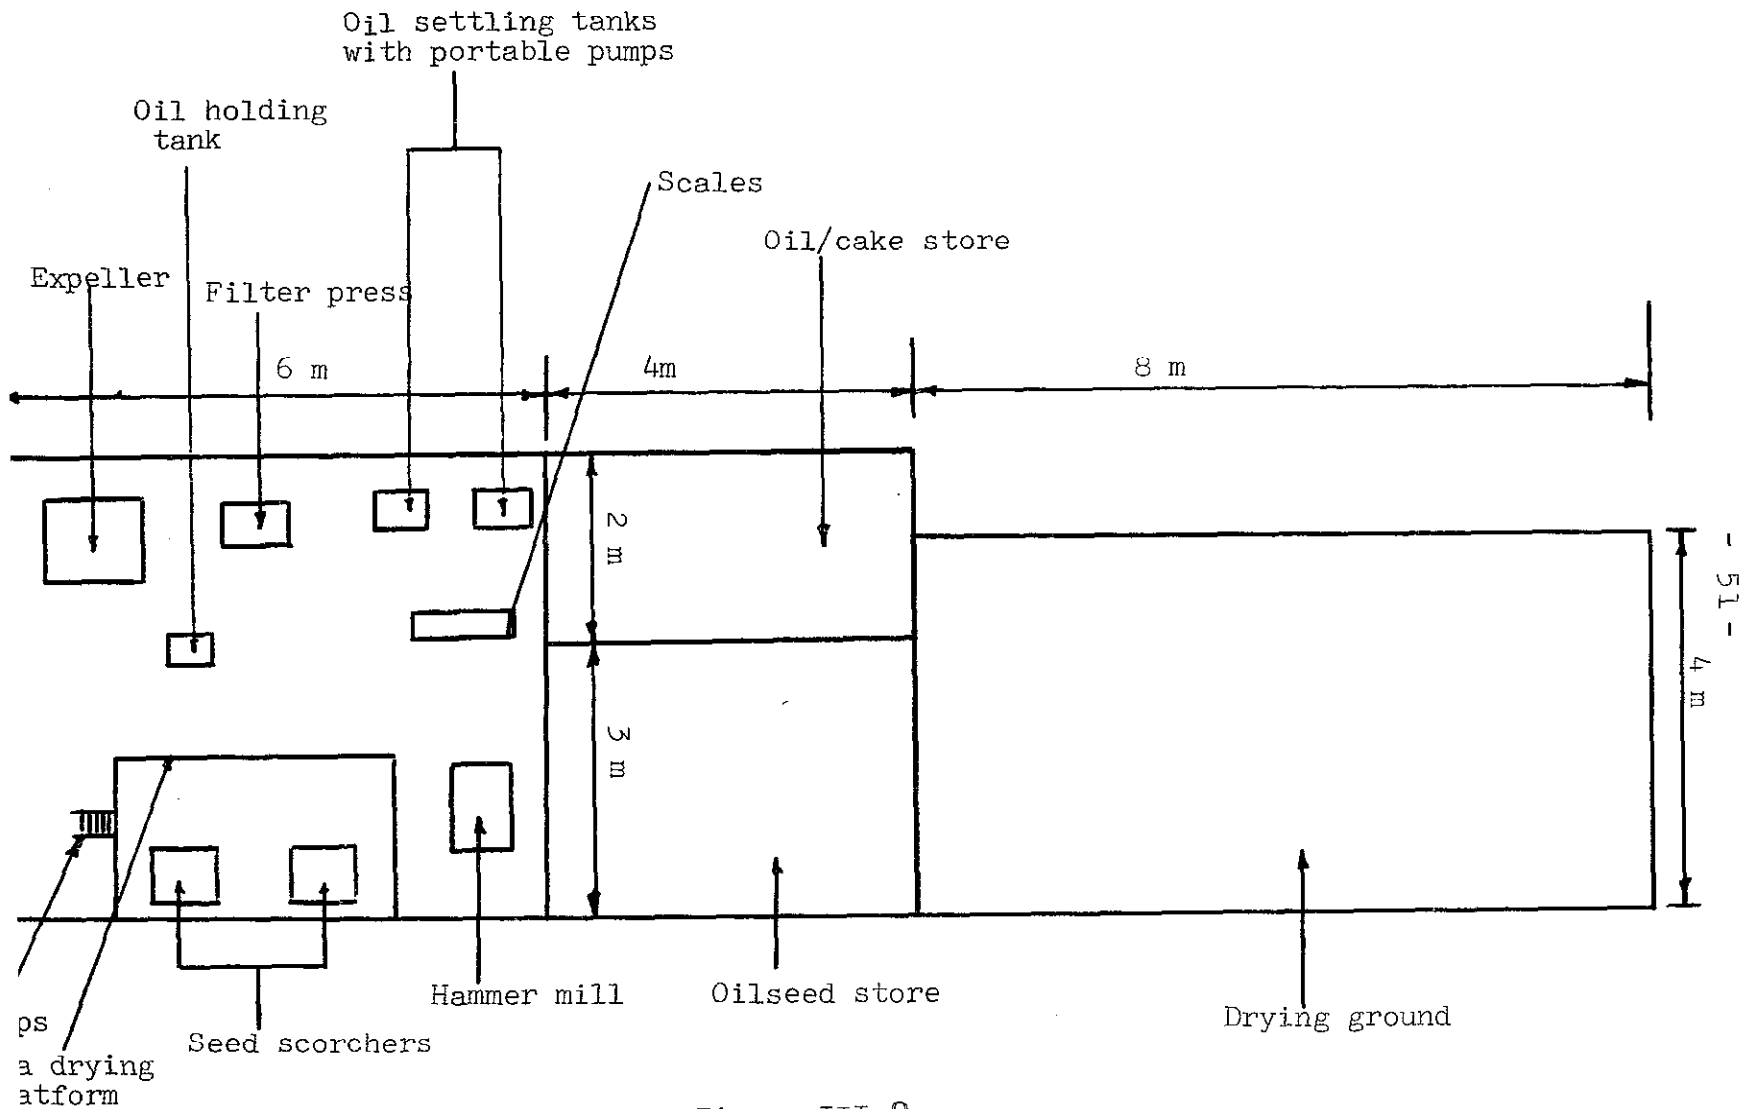 Oil settling tanks
with portable pumps
Oil holding
tank
Scales
Oil/cake store
Expeller
Filter press
6 m
4m
8 m
2 m
- 51 -
4 m
3 m
Hammer mill
Oilseed store
Drying ground
ps
Seed scorchers
a drying
atform